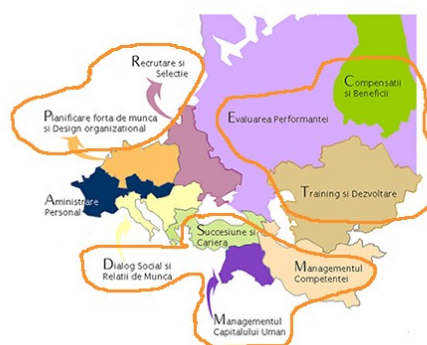 Recrutare si
Selectie
Compensatii
si Beneficii
Planificare forta de munca
si Design organizational
Evaluarea Performantei
Aministrare
Personal
Training si Dezvoltare
Succesiune si
Cariera
Dialog Social si
Relatii de Munca
Managementul
Competentei
Managementul
Capitalului Uman